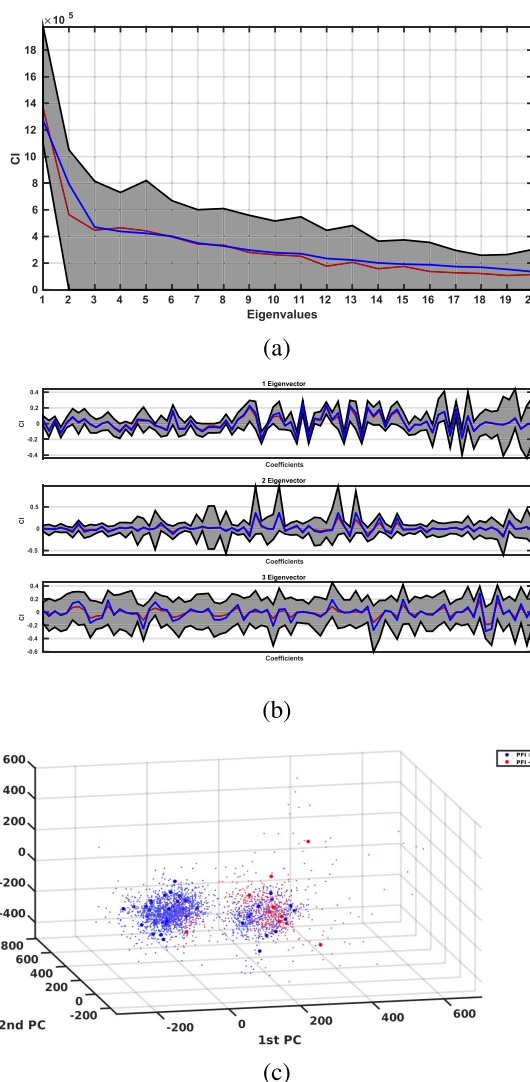 ×10 5
18
16
14
12
10
8
6
4
2
0
CI
1 2 3 4 5 6 7 8 9 10 11 12 13 14 15 16 17 18 19 2
Eigenvalues
(a)
1 Eigenvector
0.4
0.2
0
-0.2
-0.4
CI
Coefficients
2 Eigenvector
0.5
0
-0.5
CI
Coefficients
3 Eigenvector
0.4
0.2
0
-0.2
-0.4
-0.6
CI
Coefficients
(b)
600
400
200
0
-200
-400
800
600
400
200
0
-200
2nd PC
-200 0 200 400 600
1st PC
PFI
PFI
(c)